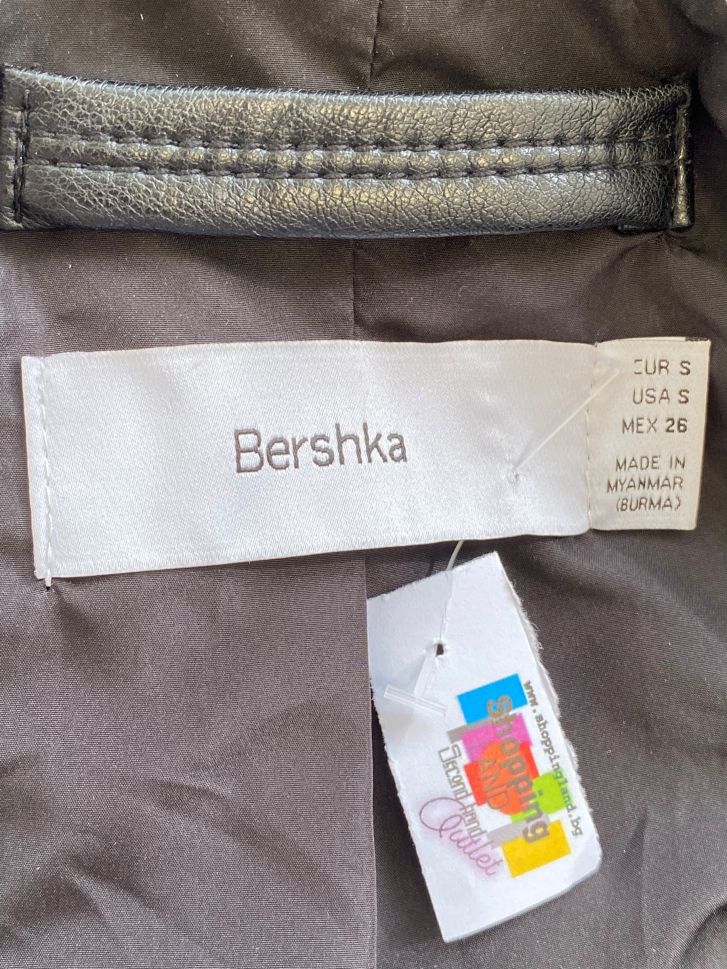 Bershka
EUR S
USA S
MEX 26
MADE IN
MYANMAR
(BURMA)
www.shoppingland.bg
shopping
LAND
Second hand
Outlet